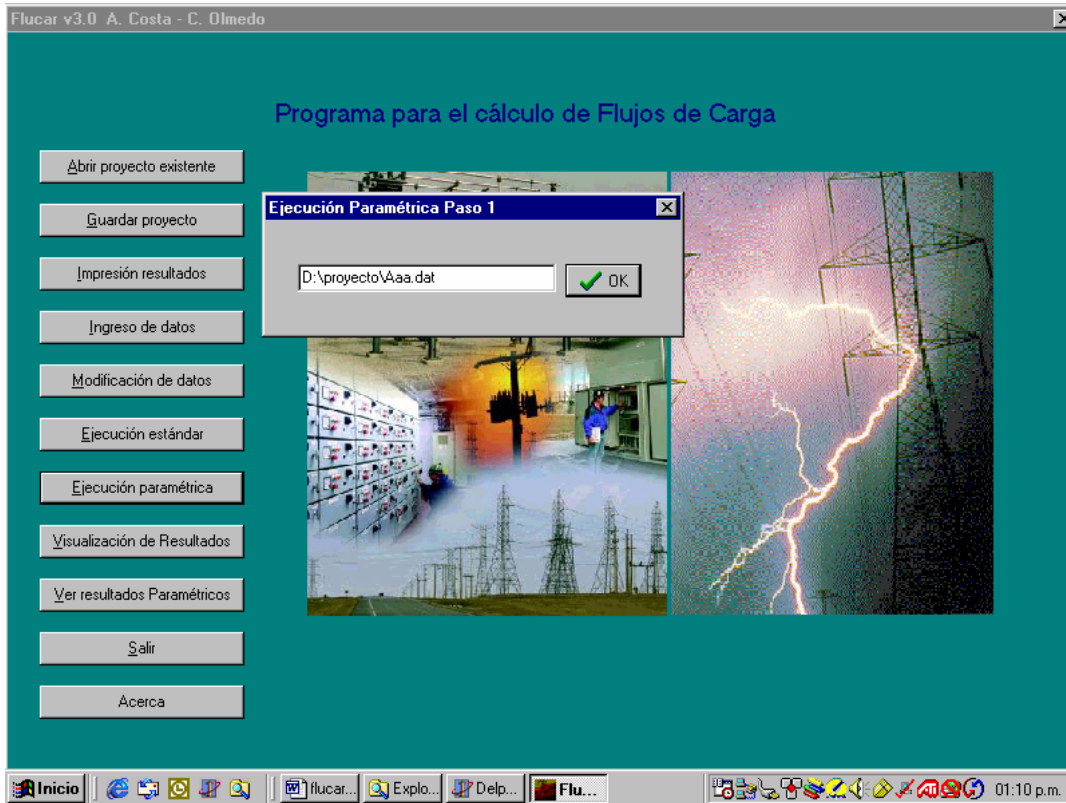 Flucar v3.0 A. Costa - C. Olmedo
Programa para el cálculo de Flujos de Carga
Abrir proyecto existente
Guardar proyecto
Impresión resultados
Ingreso de datos
Modificación de datos
Ejecución estándar
Ejecución paramétrica
Visualización de Resultados
Ver resultados Paramétricos
Salir
Acerca
Ejecución Paramétrica Paso 1
D:\proyecto\Aaa.dat
OK
Inicio
flucar...
Explo...
Delp...
Flu...
01:10 p.m.